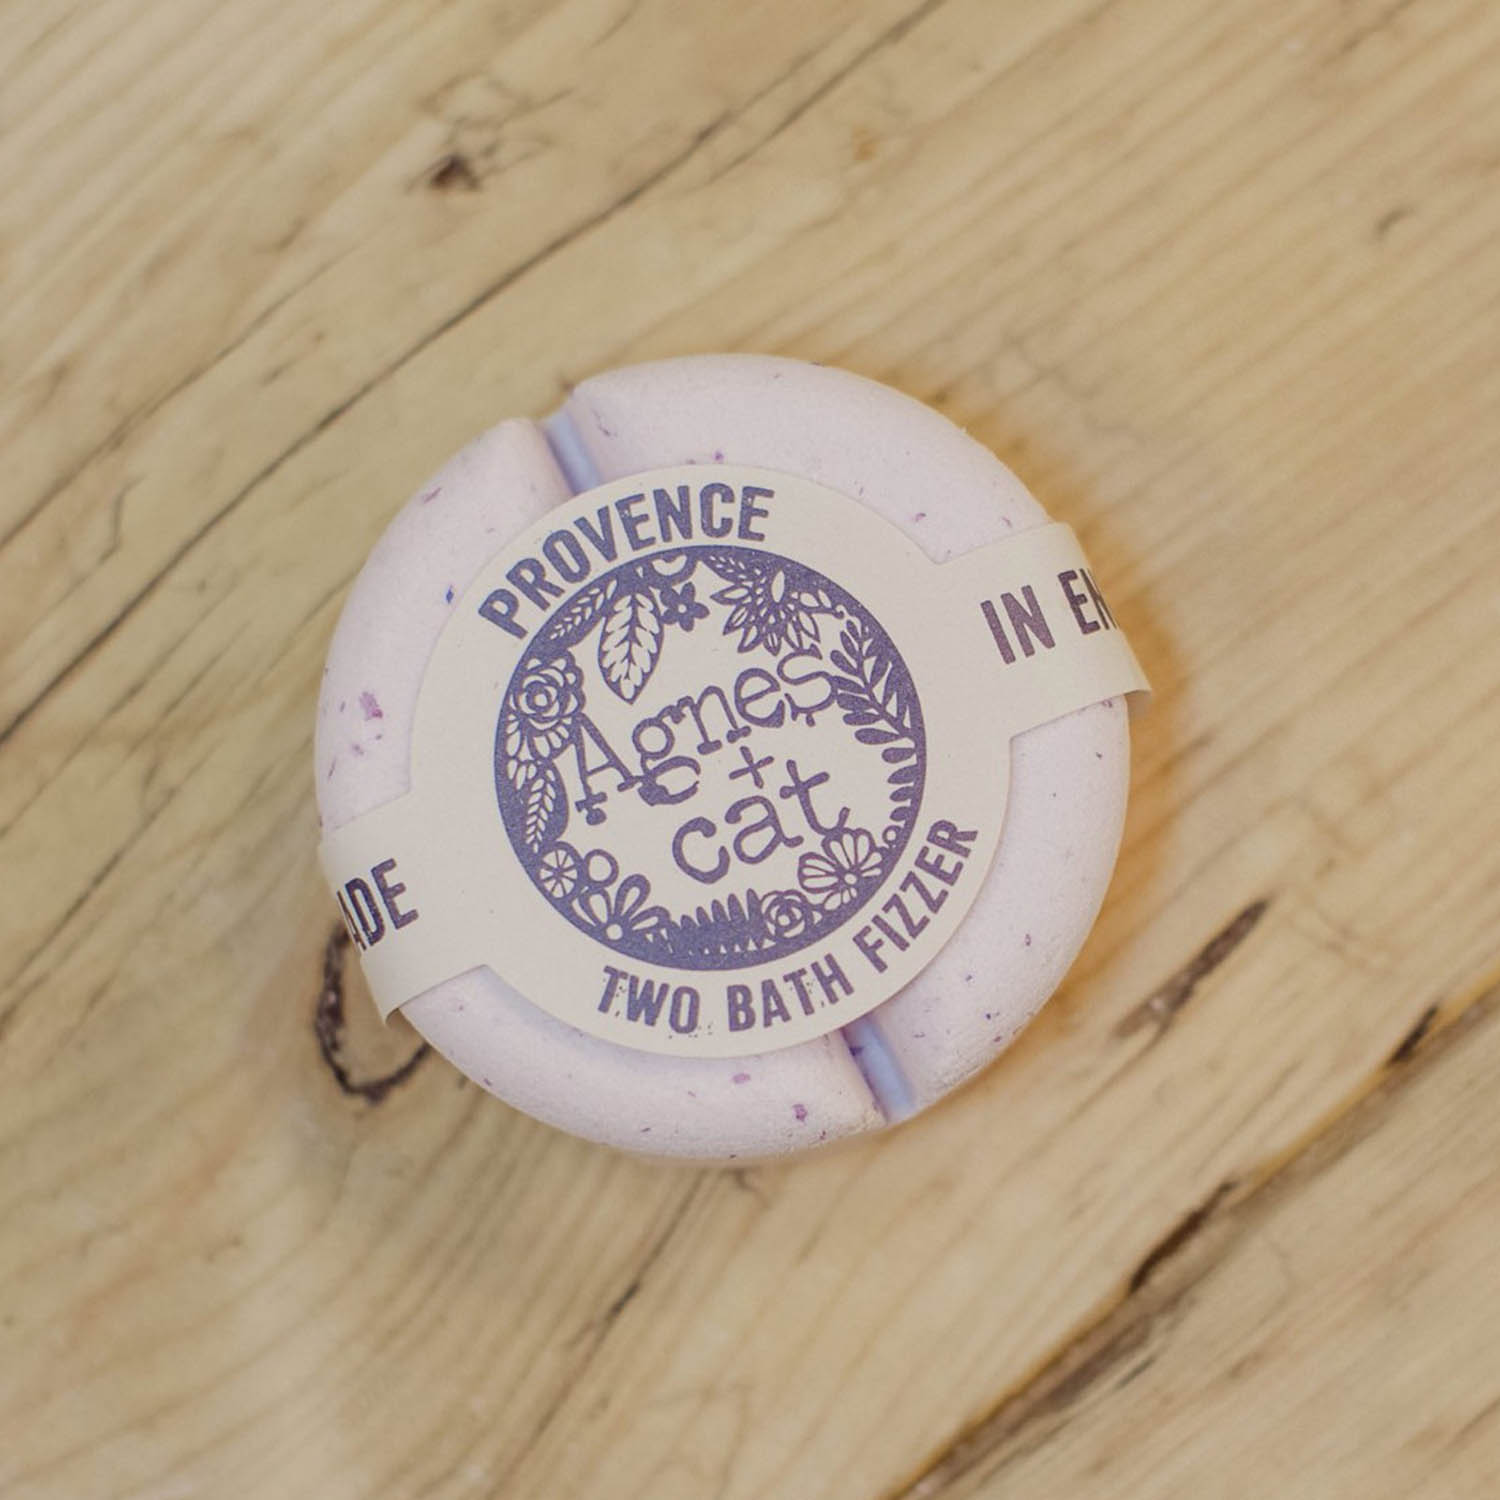 PROVENCE
Agnes
+
cat
TWO BATH FIZZER
ADE
IN EN